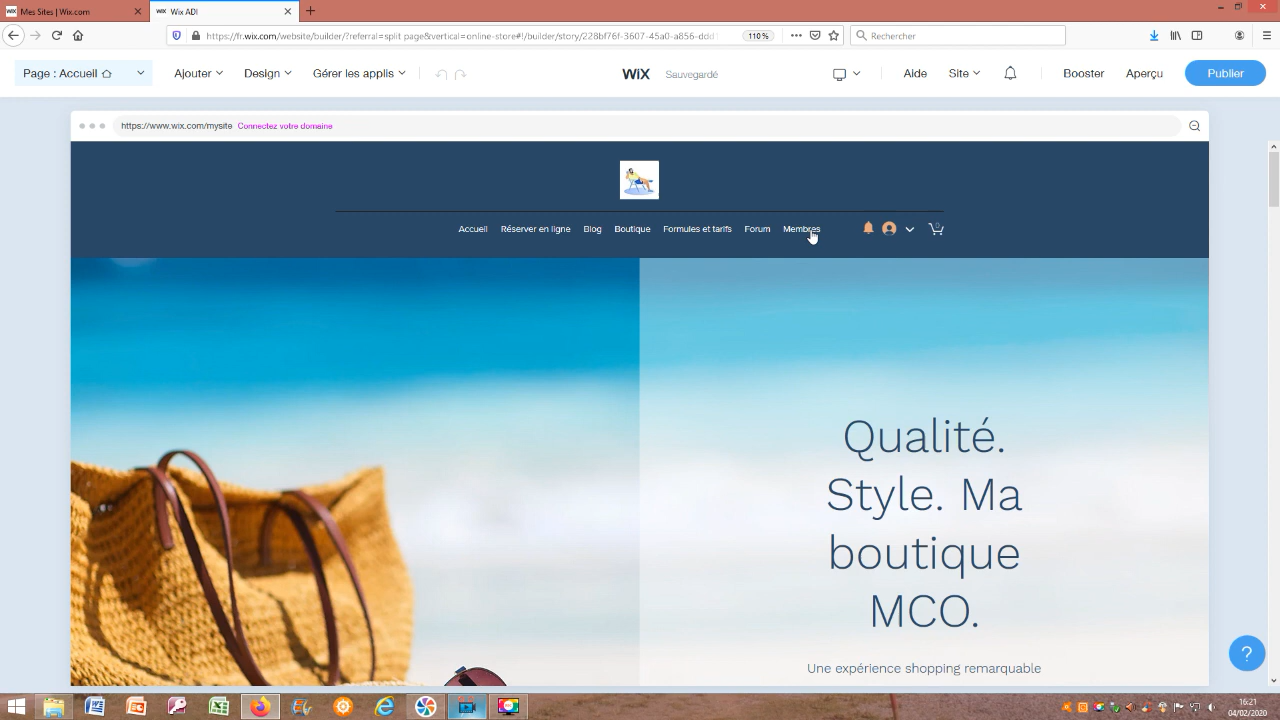 Mes Sites | Wix.com
Wix ADI
https://fr.wix.com/website/builder/?referral=split page&vertical=online-store#!/builder/story/228bf76f-3607-45a0-a856-ddd1
110 %
Rechercher
Page : Accueil
Ajouter
Design
Gérer les applis
WiX
Sauvegardé
Aide
Site
Booster
Aperçu
Publier
https://www.wix.com/mysite Connectez votre domaine
Accueil
Réserver en ligne
Blog
Boutique
Formules et tarifs
Forum
Membres
Qualité.
Style. Ma
boutique
MCO.
Une expérience shopping remarquable
?
16:21
04/02/2020